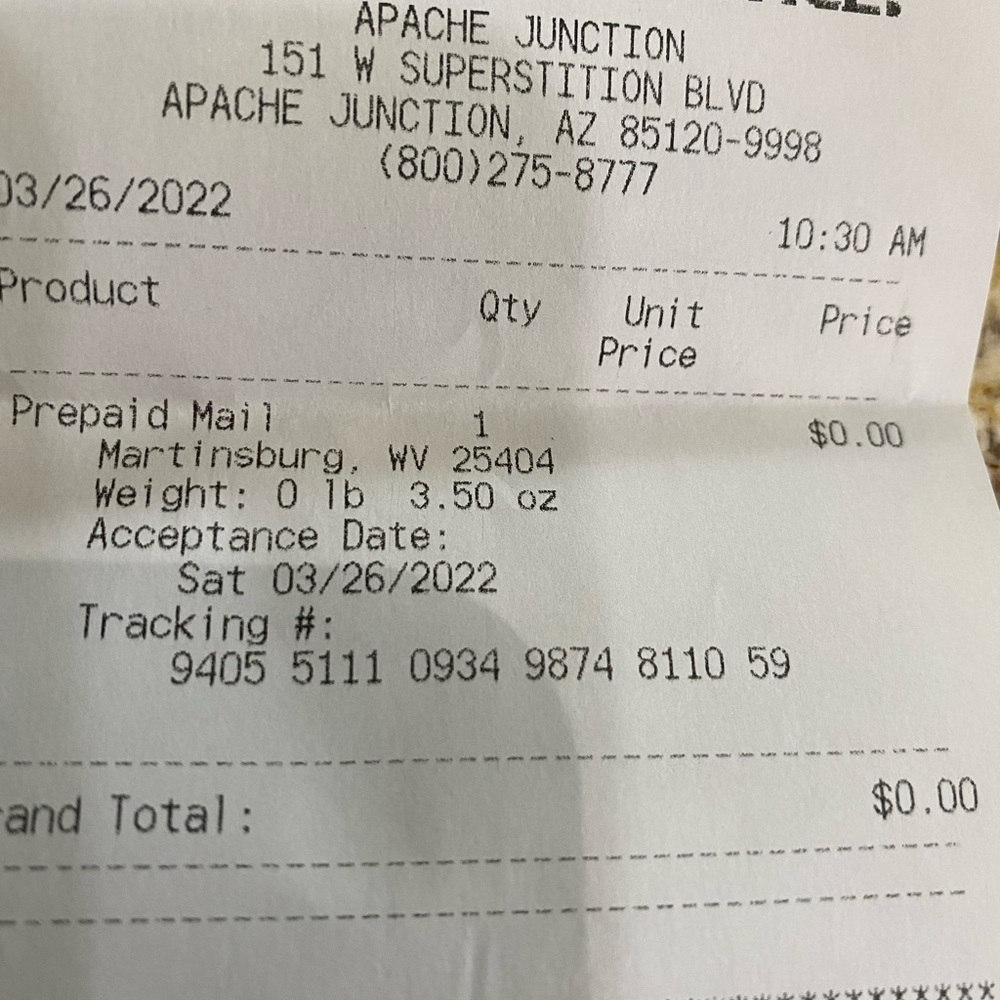 APACHE JUNCTION
151 W SUPERSTITION BLVD
APACHE JUNCTION, AZ 85120-9998
(800)275-8777
03/26/2022 10:30 AM
Product Qty Unit Price
Price
Prepaid Mail 1 $0.00
Martinsburg, WV 25404
Weight: 0 lb 3.50 oz
Acceptance Date:
Sat 03/26/2022
Tracking #:
9405 5111 0934 9874 8110 59
and Total: $0.00
***************